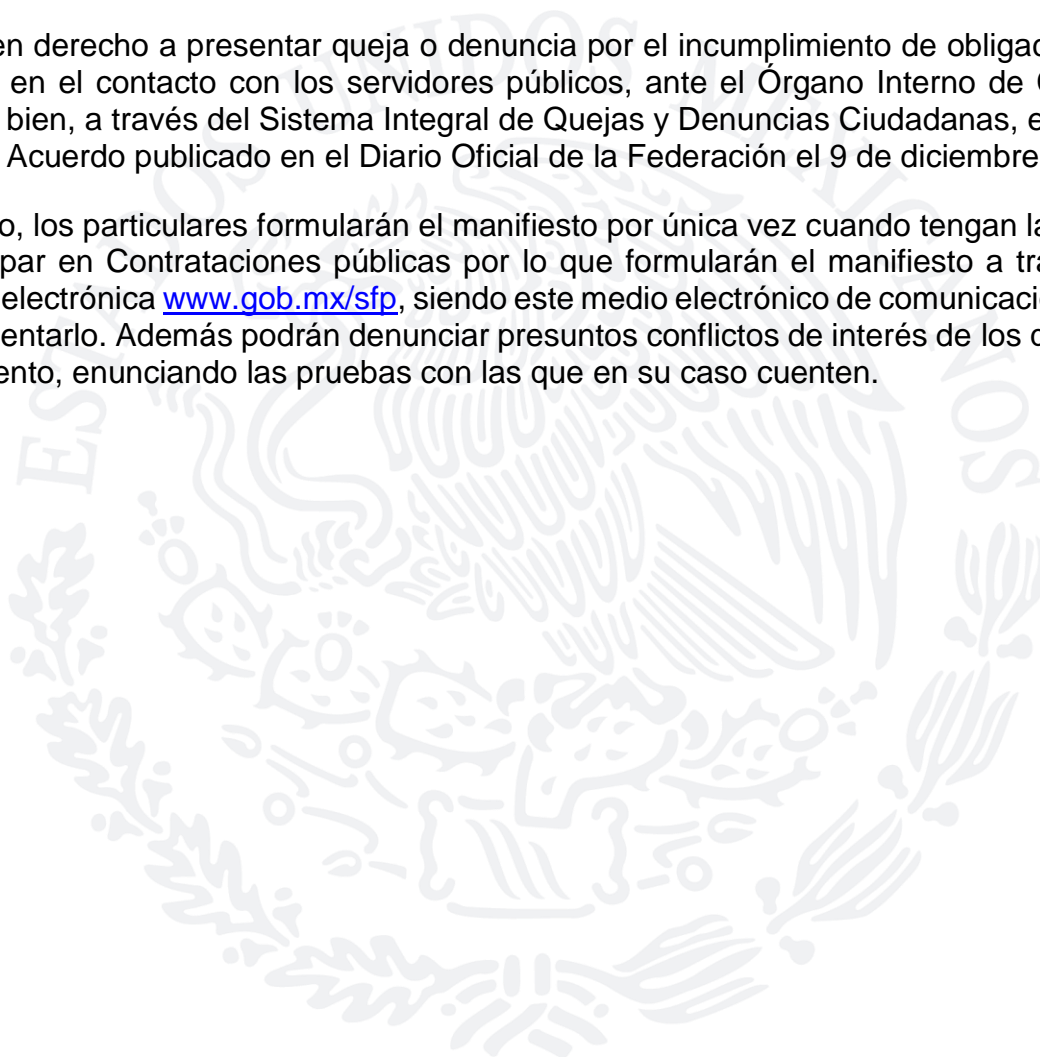 en derecho a presentar queja o denuncia por el incumplimiento de obligac
en el contacto con los servidores públicos, ante el Órgano Interno de C
bien, a través del Sistema Integral de Quejas y Denuncias Ciudadanas, e
Acuerdo publicado en el Diario Oficial de la Federación el 9 de diciembre
o, los particulares formularán el manifiesto por única vez cuando tengan la
par en Contrataciones públicas por lo que formularán el manifiesto a tra
electrónica www.gob.mx/sfp, siendo este medio electrónico de comunicaci
entarlo. Además podrán denunciar presuntos conflictos de interés de los
ento, enunciando las pruebas con las que en su caso cuenten.
ESTADOS UNIDOS MEXICANOS